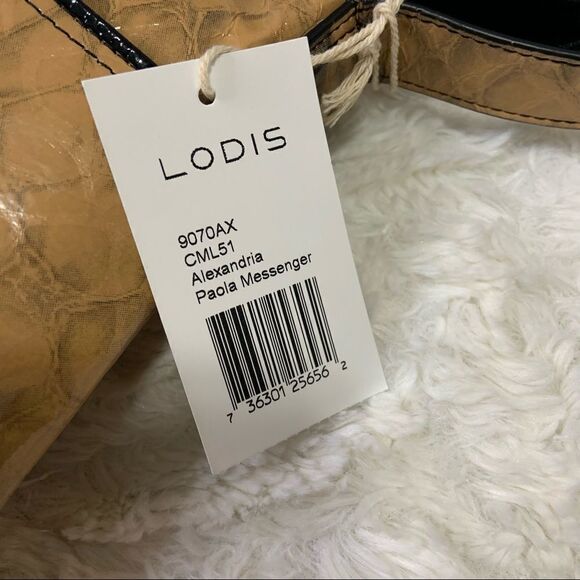 LODIS
9070AX
CML51
Alexandria
Paola Messenger
7 36301 25656 2